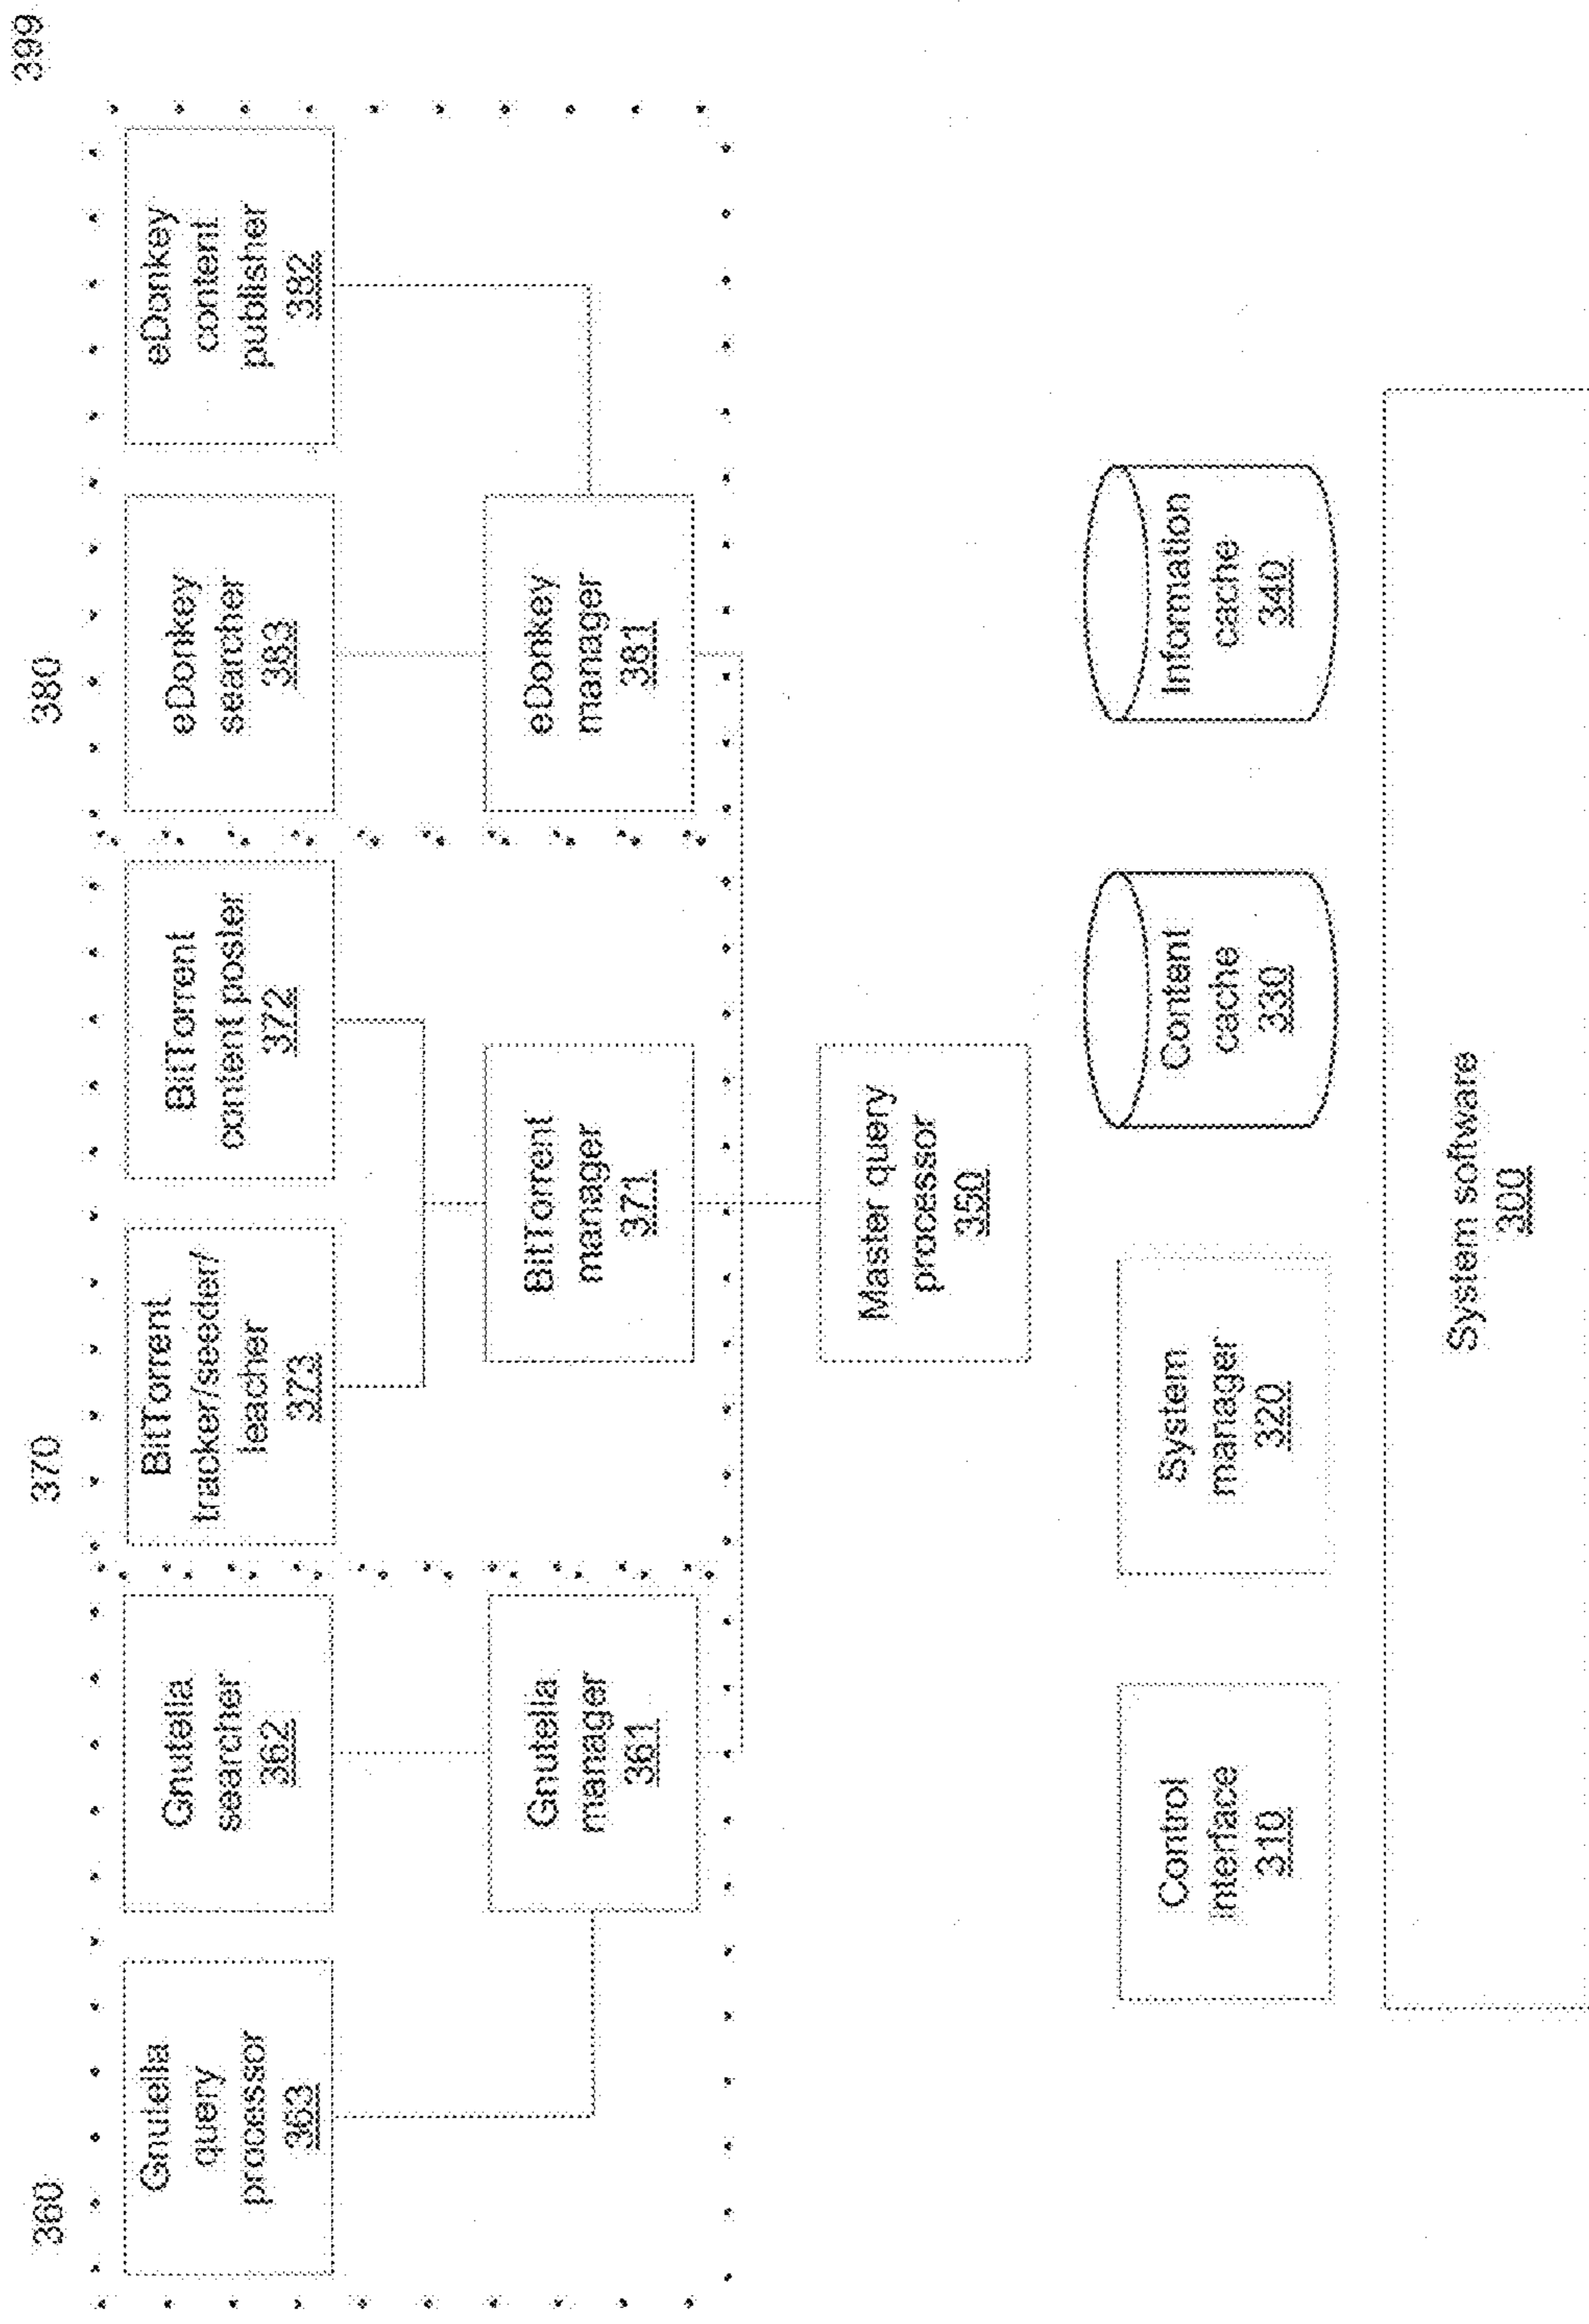 399
360
370
380
Gnutella
query
processor
363
Gnutella
searcher
362
BitTorrent
tracker/seeder/
leacher
373
BitTorrent
content poster
372
eDonkey
searcher
383
eDonkey
content
publisher
382
Gnutella
manager
361
BitTorrent
manager
371
eDonkey
manager
381
Master query
processor
350
Control
interface
310
System
manager
320
Content
cache
330
Information
cache
340
System software
300